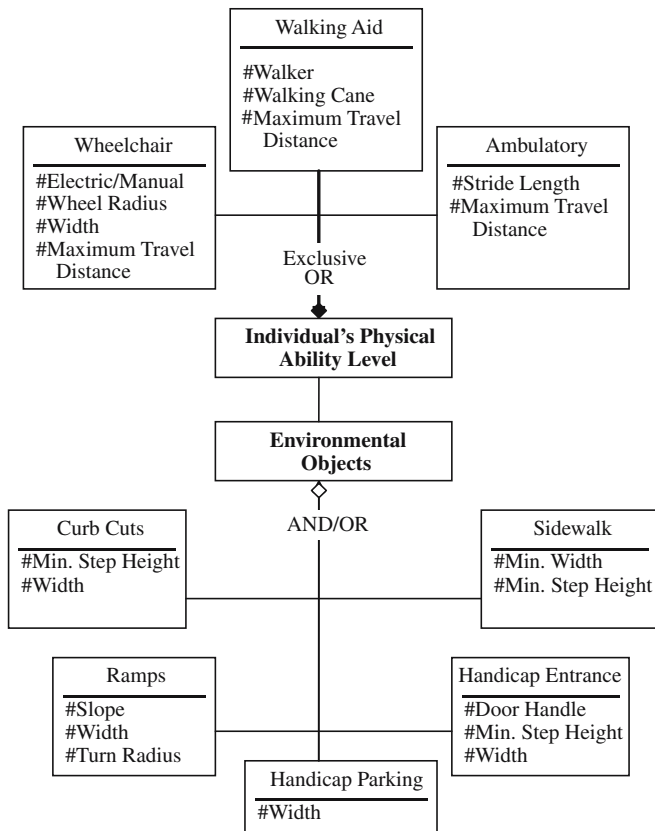 Walking Aid
#Walker
#Walking Cane
#Maximum Travel
Distance
Wheelchair
#Electric/Manual
#Wheel Radius
#Width
#Maximum Travel
Distance
Ambulatory
#Stride Length
#Maximum Travel
Distance
Exclusive
OR
Individual's Physical
Ability Level
Environmental
Objects
AND/OR
Curb Cuts
#Min. Step Height
#Width
Sidewalk
#Min. Width
#Min. Step Height
Ramps
#Slope
#Width
#Turn Radius
Handicap Entrance
#Door Handle
#Min. Step Height
#Width
Handicap Parking
#Width